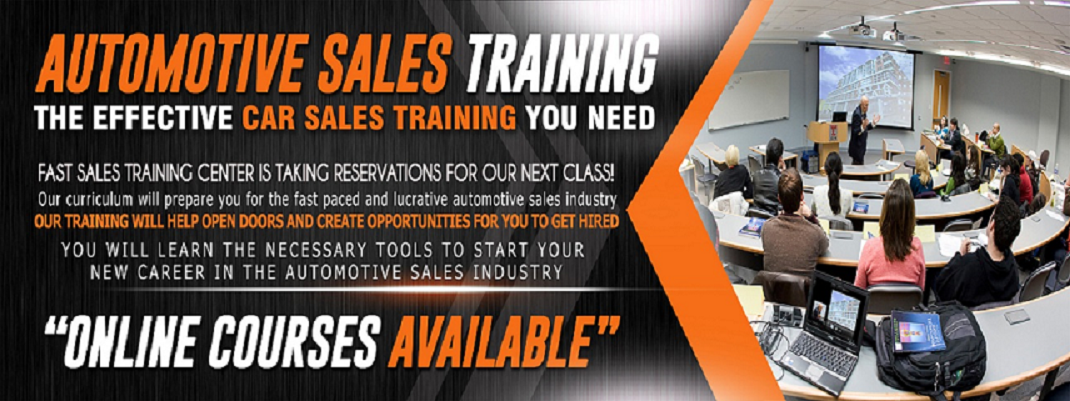 AUTOMOTIVE SALES TRAINING
THE EFFECTIVE CAR SALES TRAINING YOU NEED
FAST SALES TRAINING CENTER IS TAKING RESERVATIONS FOR OUR NEXT CLASS!
Our curriculum will prepare you for the fast paced and lucrative automotive sales industry
OUR TRAINING WILL HELP OPEN DOORS AND CREATE OPPORTUNITIES FOR YOU TO GET HIRED
YOU WILL LEARN THE NECESSARY TOOLS TO START YOUR
NEW CAREER IN THE AUTOMOTIVE SALES INDUSTRY
“ONLINE COURSES AVAILABLE”